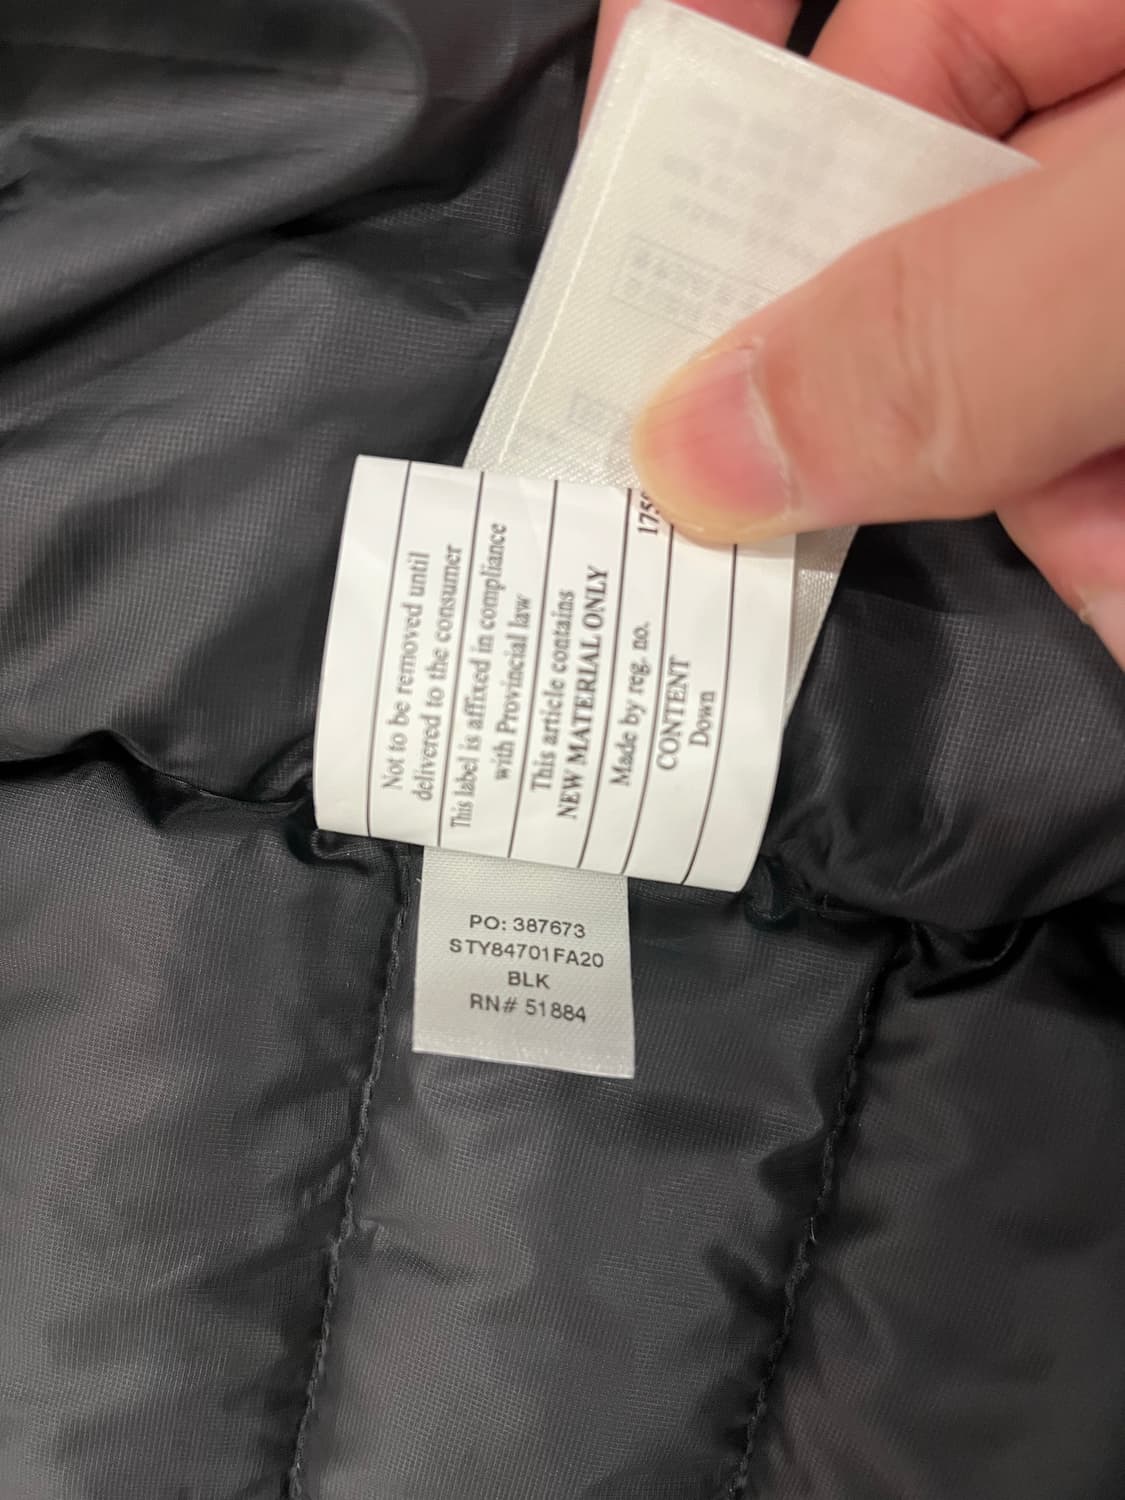 Not to be removed until
delivered to the consumer
This label is affixed in compliance
with Provincial law
This article contains
NEW MATERIAL ONLY
Made by reg. no.
CONTENT
Down
PO: 387673
STY84701FA20
BLK
RN# 51884